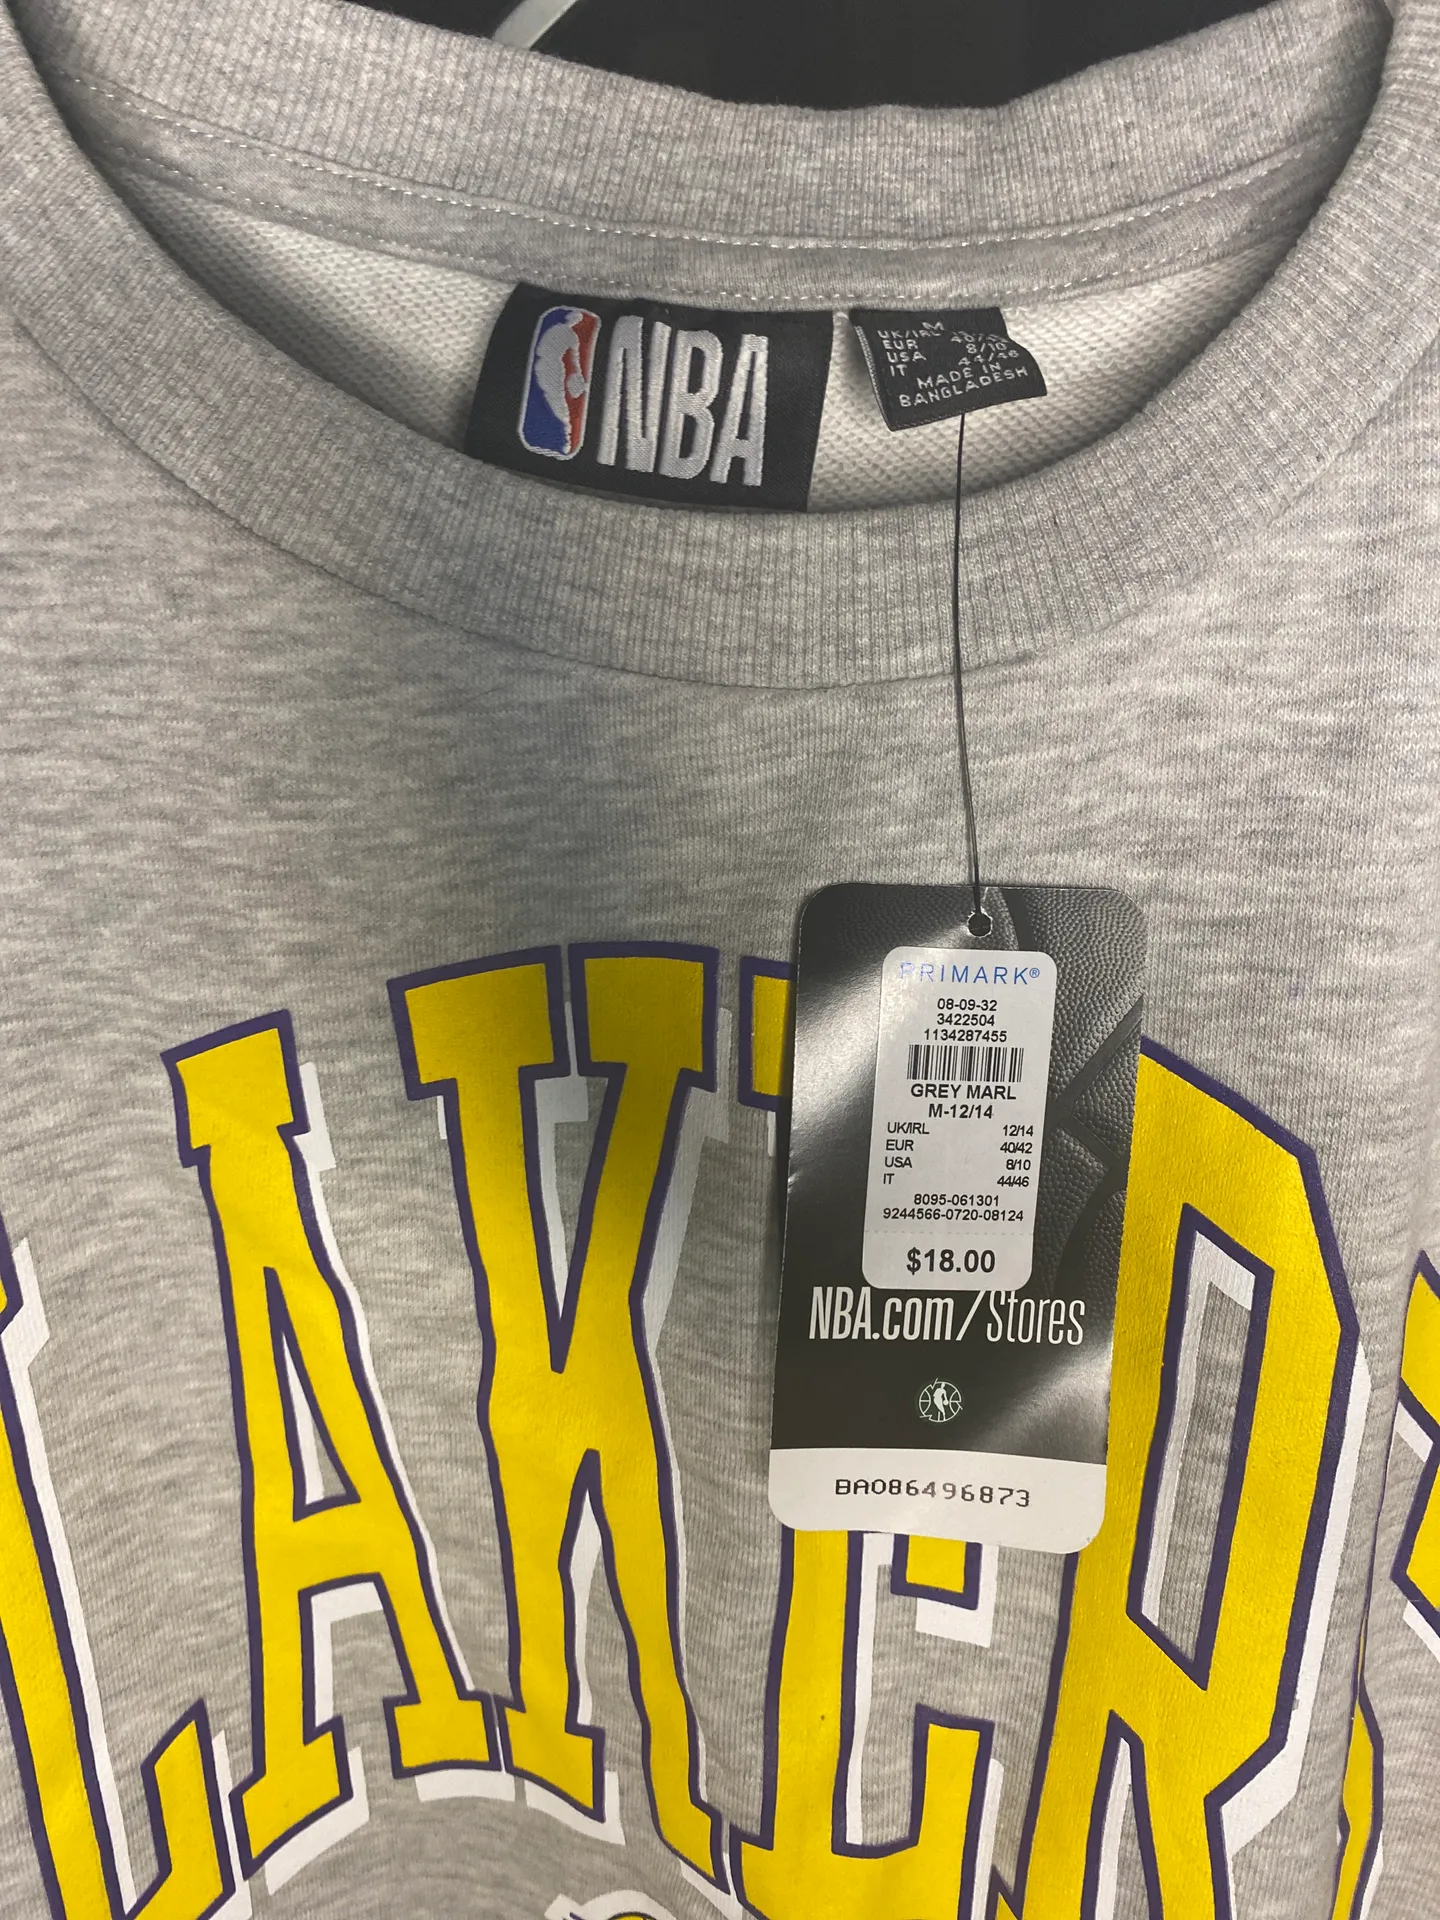 NBA
M
UK/IRL
EUR
USA 8/10
IT 44/46
MADE IN
BANGLADESH
PRIMARK®
08-09-32
3422504
1134287455
GREY MARL
M-12/14
UK/IRL 12/14
EUR 40/42
USA 8/10
IT 44/46
8095-061301
9244566-0720-08124
$18.00
NBA.com/Stores
BA086496873
LAKERS